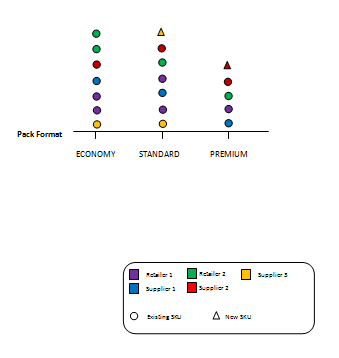 Pack Format
ECONOMY STANDARD PREMIUM
Retailer 1 Retailer 2 Supplier 3
Supplier 1 Supplier 2
Existing SKU New SKU